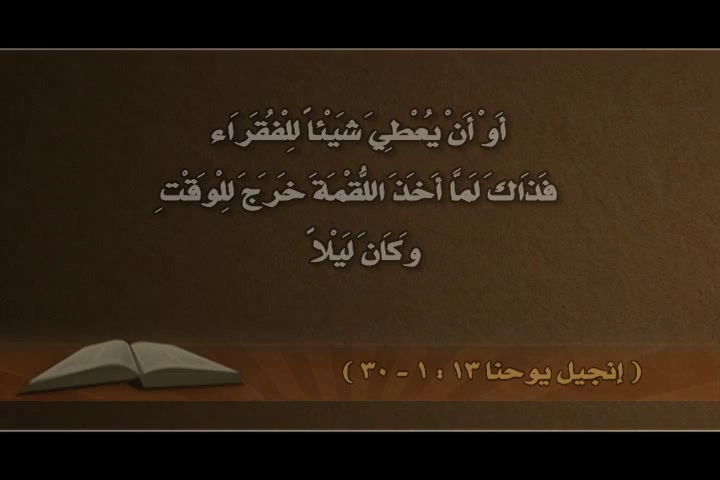 أَوْ أَنْ يُعْطِيَ شَيْئاً لِلْفُقَرَاءِ
فَذَاكَ لَمَّا أَخَذَ اللُّقْمَةَ خَرَجَ لِلْوَقْتِ
وَكَانَ لَيْلاً
( إنجيل يوحنا ١٣ : ١ - ٣٠ )